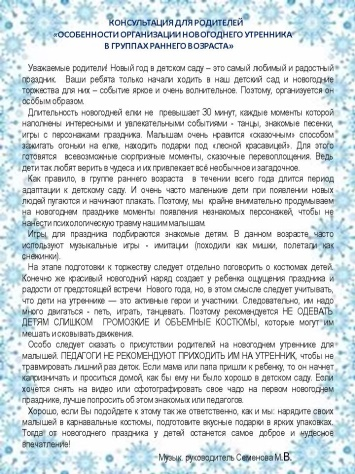 КОНСУЛЬТАЦИЯ ДЛЯ РОДИТЕЛЕЙ
«ОСОБЕННОСТИ ОРГАНИЗАЦИИ НОВОГОДНЕГО УТРЕННИКА
В ГРУППАХ РАННЕГО ВОЗРАСТА»
Уважаемые родители! Новый год в детском саду – это самый любимый и радостный
праздник. Ваши ребята только начали ходить в наш детский сад и новогодние
торжества для них – событие яркое и очень волнительное. Поэтому, организуется он
особым образом.
Длительность новогодней елки не превышает 30 минут, каждые моменты которой
наполнены интересными и увлекательными событиями - танцы, знакомые песенки,
игры с персонажами праздника. Малышам очень нравится «сказочным» способом
зажигать огоньки на елке, находить подарки под «лесной красавицей». Для этого
готовятся всевозможные сюрпризные моменты, сказочные перевоплощения. Ведь
дети так любят верить в чудеса и их привлекает всё необычное и загадочное.
Как правило, в группе раннего возраста в течении всего года длится период
адаптации к детскому саду. И очень часто маленькие дети при появлении новых
людей пугаются и начинают плакать. Поэтому, мы крайне внимательно продумываем
на новогоднем празднике момент появления незнакомых персонажей, чтобы не
нанести психологическую травму нашим малышам.
Игры для праздника подбираются знакомые детям. В данном возрасте часто
используют музыкальные игры - имитации (походили как мишки, полетали как
снежинки).
На этапе подготовки к торжеству следует отдельно поговорить о костюмах детей.
Конечно же красивый новогодний наряд создает у ребенка ощущения праздника и
радости от предстоящей встречи Нового года, но, в этом смысле следует учитывать,
что дети на утреннике — это активные герои и участники. Следовательно, им надо
много двигаться - петь, играть, танцевать. Поэтому рекомендуется НЕ ОДЕВАТЬ
ДЕТЯМ СЛИШКОМ ГРОМОЗКИЕ И ОБЪЕМНЫЕ КОСТЮМЫ, которые могут им
мешать и сковывать движения.
Особо следует сказать о присутствии родителей на новогоднем утреннике для
малышей. ПЕДАГОГИ НЕ РЕКОМЕНДУЮТ ПРИХОДИТЬ ИМ НА УТРЕННИК, чтобы не
травмировать лишний раз деток. Если мама или папа пришли к ребенку, то он начнет
капризничать и проситься домой, как бы ему ни было хорошо в детском саду. Если
хочется снять на видео или сфотографировать свое чадо на первом новогоднем
празднике, лучше попросить об этом знакомых или педагогов.
Хорошо, если Вы подойдете к этому так же ответственно, как и мы: нарядите своих
малышей в карнавальные костюмы, подготовите вкусные подарки в ярких упаковках.
Тогда от новогоднего праздника у детей останется самое доброе и чудесное
впечатление!
Музык. руководитель Семенова М.В.